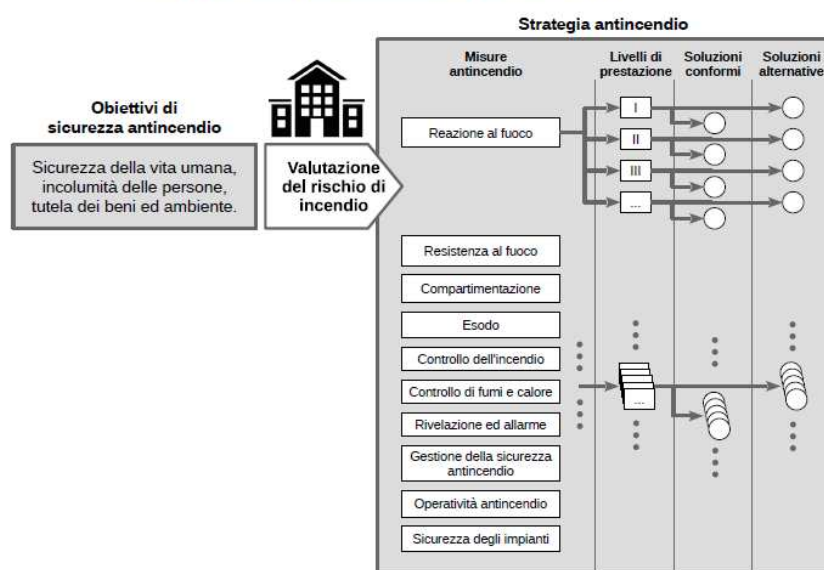 Strategia antincendio
Obiettivi di
sicurezza antincendio
Sicurezza della vita umana,
incolumità delle persone,
tutela dei beni ed ambiente.
Valutazione
del rischio di
incendio
Misure
antincendio
Livelli di
prestazione
Soluzioni
conformi
Soluzioni
alternative
Reazione al fuoco
I
II
III
...
Resistenza al fuoco
Compartimentazione
Esodo
Controllo dell'incendio
Controllo di fumi e calore
...
Rivelazione ed allarme
Gestione della sicurezza
antincendio
Operatività antincendio
Sicurezza degli impianti